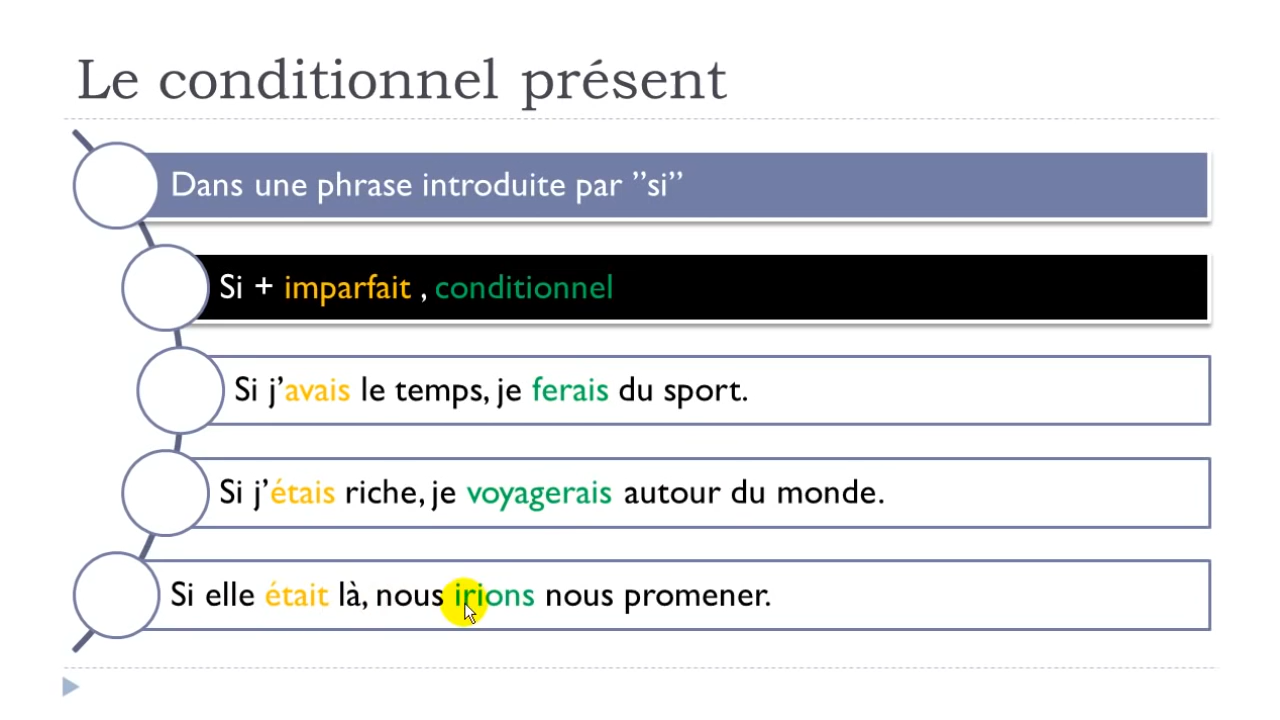 Le conditionnel présent
Dans une phrase introduite par ”si”
Si + imparfait , conditionnel
Si j’avais le temps, je ferais du sport.
Si j’étais riche, je voyagerais autour du monde.
Si elle était là, nous irions nous promener.